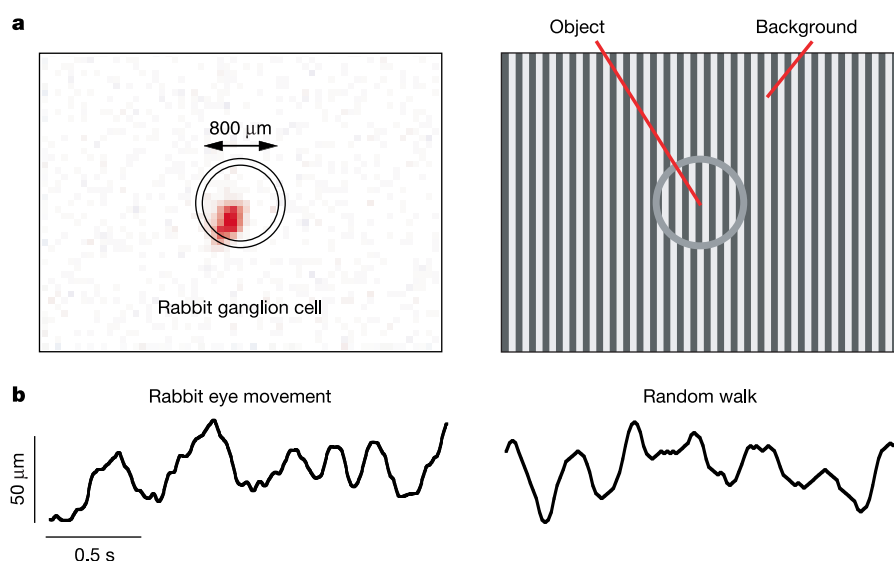 a
Object
Background
800 μm
Rabbit ganglion cell
b
Rabbit eye movement
Random walk
50 μm
0.5 s